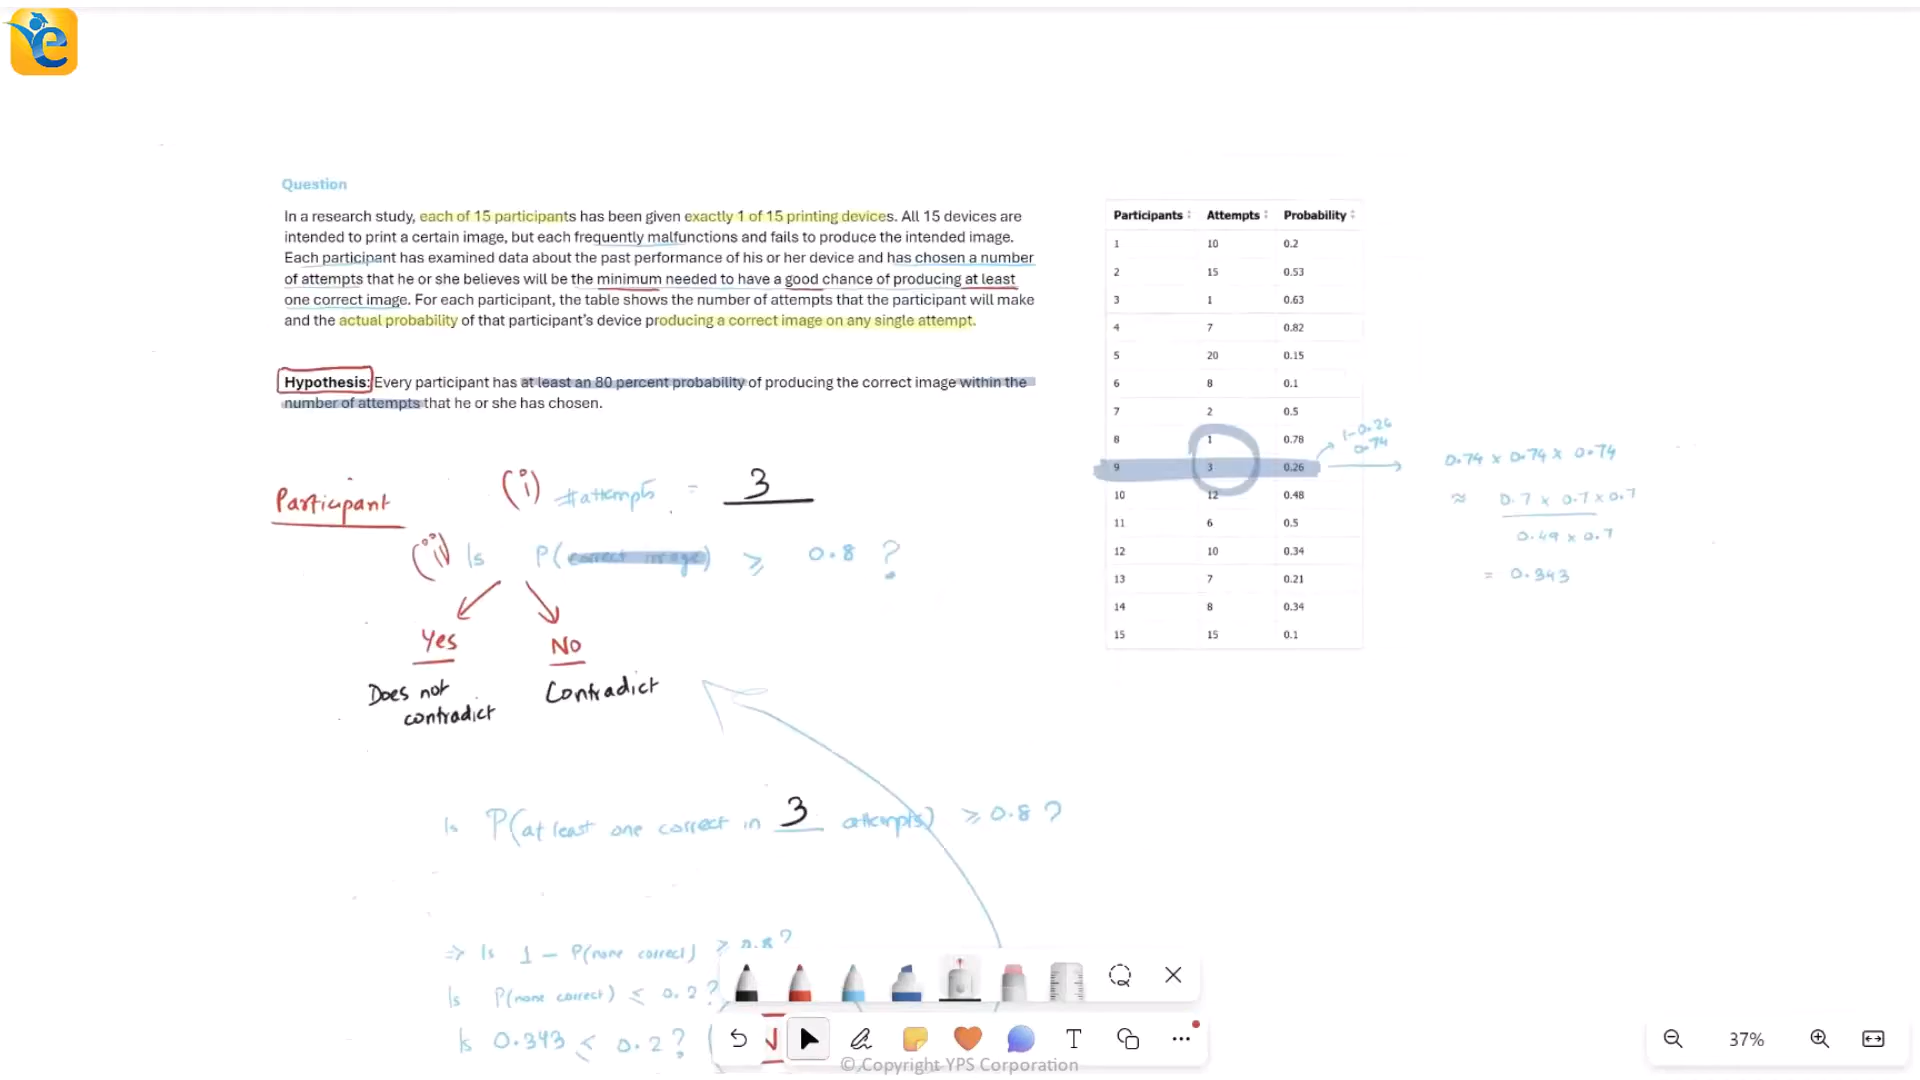 e
Question
In a research study, each of 15 participants has been given exactly 1 of 15 printing devices. All 15 devices are
intended to print a certain image, but each frequently malfunctions and fails to produce the intended image.
Each participant has examined data about the past performance of his or her device and has chosen a number
of attempts that he or she believes will be the minimum needed to have a good chance of producing at least
one correct image. For each participant, the table shows the number of attempts that the participant will make
and the actual probability of that participant's device producing a correct image on any single attempt.
Hypothesis: Every participant has at least an 80 percent probability of producing the correct image within the
number of attempts that he or she has chosen.
Participants Attempts Probability
1 10 0.2
2 15 0.53
3 1 0.63
4 7 0.82
5 20 0.15
6 8 0.1
7 2 0.5
8 1 0.78
9 3 0.26
10 12 0.48
11 6 0.5
12 10 0.34
13 7 0.21
14 8 0.34
15 15 0.1
1-0.26
0.74
0.74 × 0.74 × 0.74
≈ 0.7 × 0.7 × 0.7
0.49 × 0.7
= 0.343
Participant
(i) #attempts = 3
(ii) Is P(correct image) ≥ 0.8 ?
Yes No
Does not contradict
Contradict
Is P(at least one correct in 3 attempts) ≥ 0.8 ?
⇒ Is 1 - P(none correct) ≥ 0.8 ?
Is P(none correct) ≤ 0.2 ?
Is 0.343 ≤ 0.2 ?
T
37%
© Copyright YPS Corporation